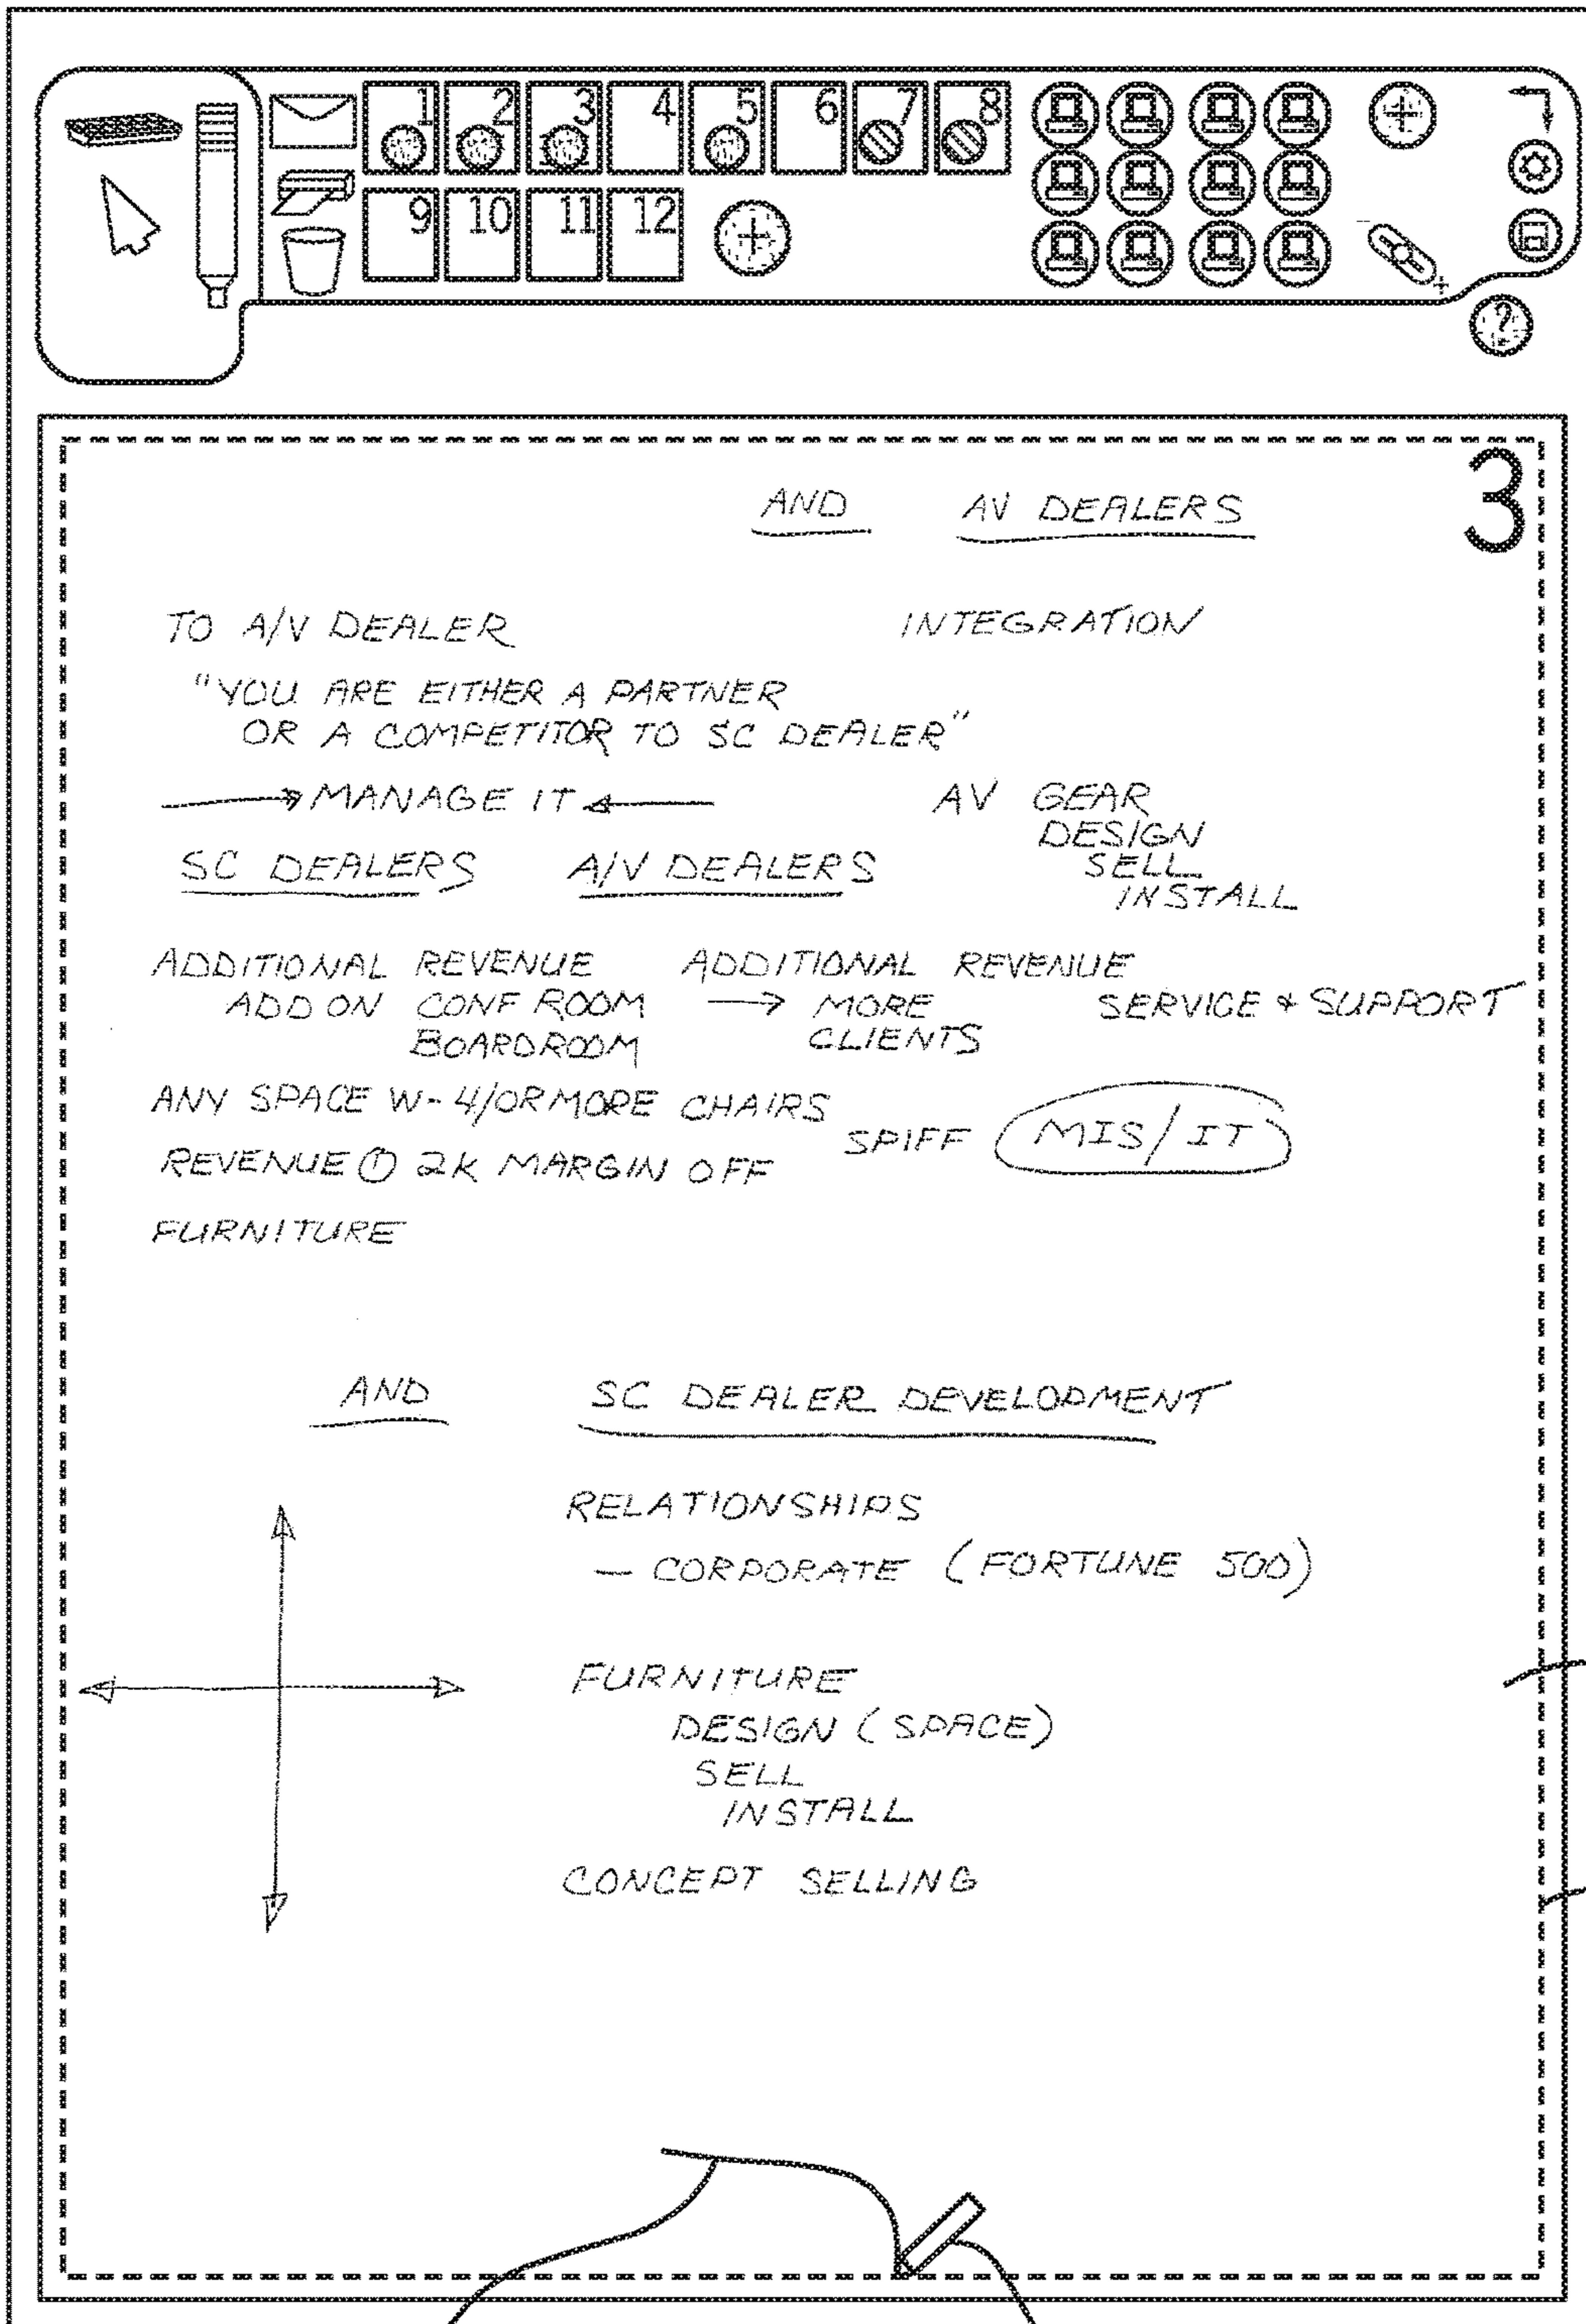 1 2 3 4 5 6 7 8
9 10 11 12
?
3
AND AV DEALERS
TO A/V DEALER INTEGRATION
"YOU ARE EITHER A PARTNER
OR A COMPETITOR TO SC DEALER"
MANAGE IT AV GEAR
DESIGN
SC DEALERS A/V DEALERS SELL
INSTALL
ADDITIONAL REVENUE ADDITIONAL REVENUE
ADD ON CONF ROOM → MORE SERVICE & SUPPORT
BOARDROOM CLIENTS
ANY SPACE W-4/OR MORE CHAIRS
SPIFF MIS/IT
REVENUE 2K MARGIN OFF
FURNITURE
AND SC DEALER DEVELOPMENT
RELATIONSHIPS
— CORPORATE (FORTUNE 500)
FURNITURE
DESIGN (SPACE)
SELL
INSTALL
CONCEPT SELLING